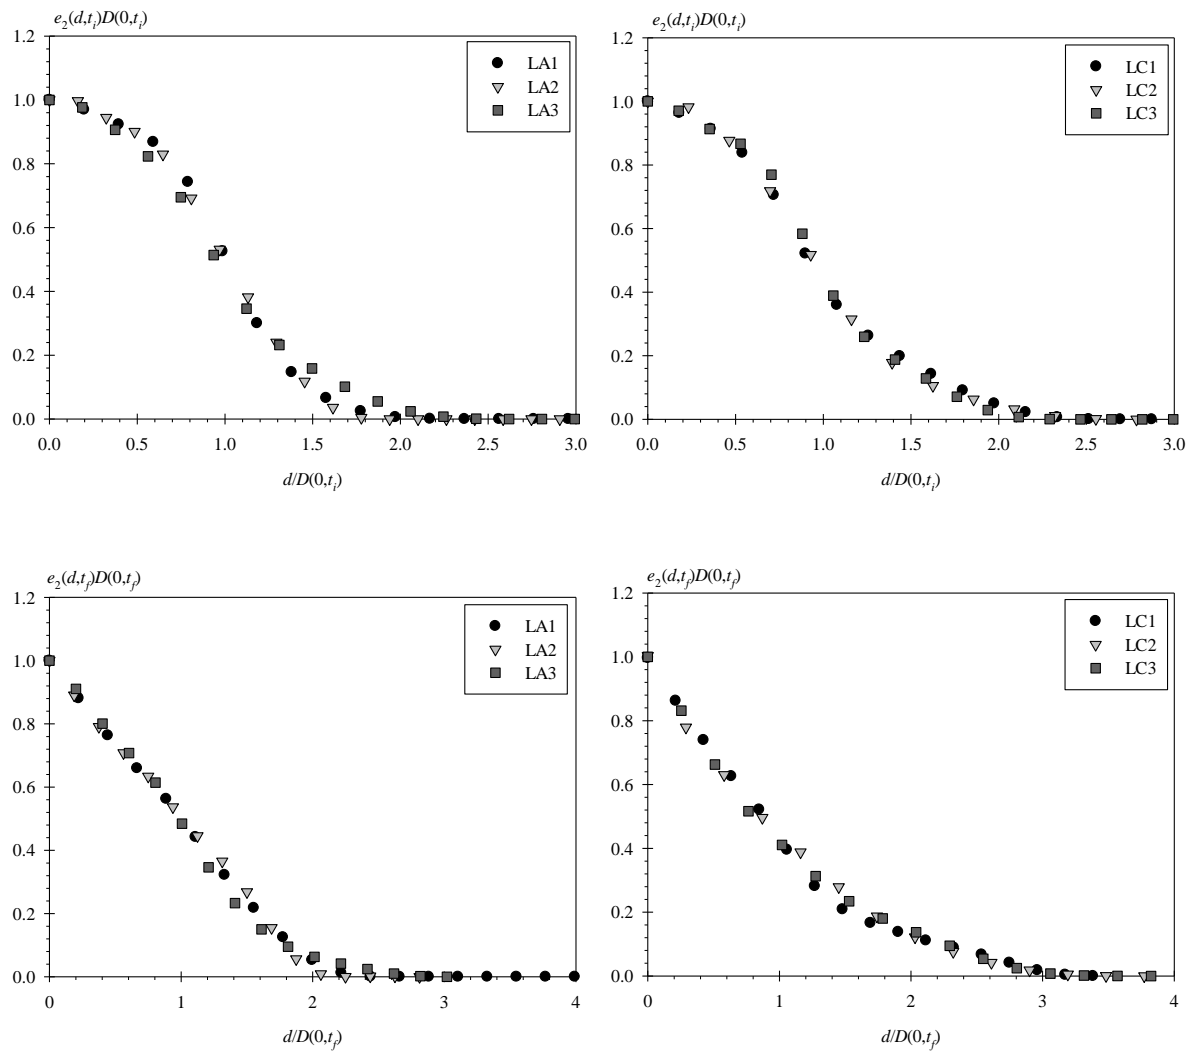 e2(d,ti)D(0,ti)
1.2
1.0
0.8
0.6
0.4
0.2
0.0
LA1
LA2
LA3
0.0 0.5 1.0 1.5 2.0 2.5 3.0
d/D(0,ti)
e2(d,ti)D(0,ti)
1.2
1.0
0.8
0.6
0.4
0.2
0.0
LC1
LC2
LC3
0.0 0.5 1.0 1.5 2.0 2.5 3.0
d/D(0,ti)
e2(d,tf)D(0,tf)
1.2
1.0
0.8
0.6
0.4
0.2
0.0
LA1
LA2
LA3
0 1 2 3 4
d/D(0,tf)
e2(d,tf)D(0,tf)
1.2
1.0
0.8
0.6
0.4
0.2
0.0
LC1
LC2
LC3
0 1 2 3 4
d/D(0,tf)